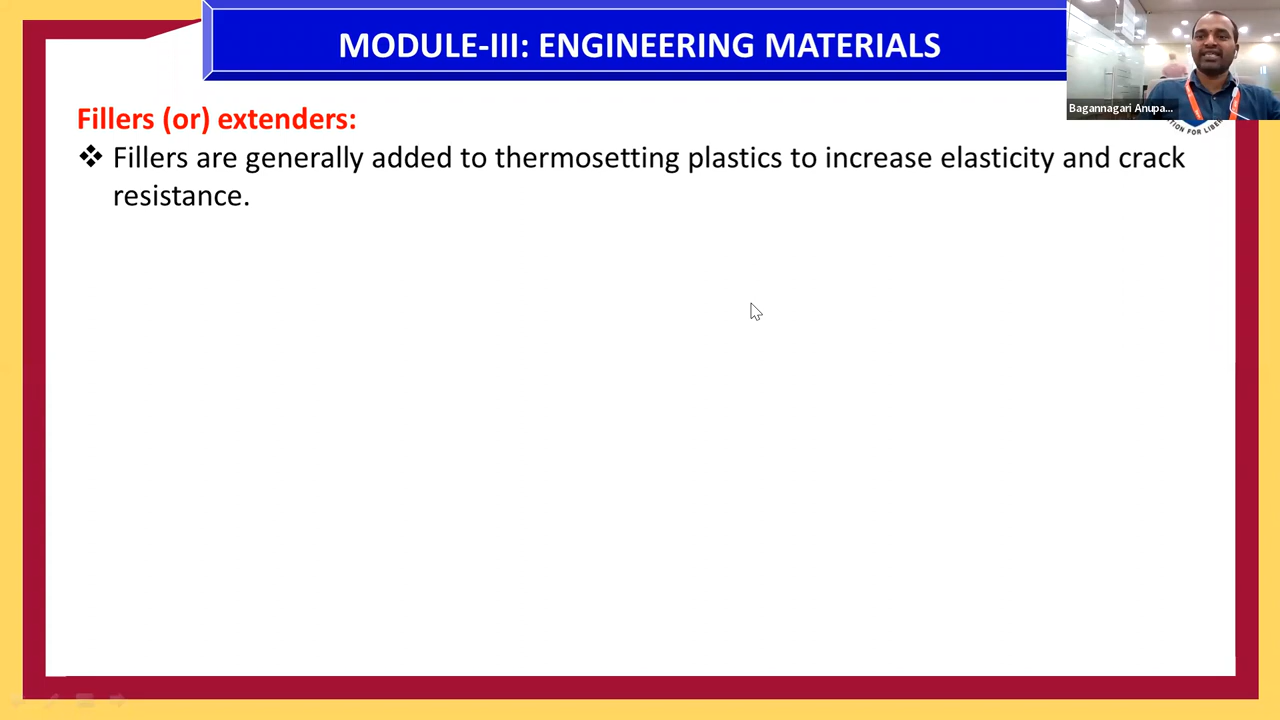 MODULE-III: ENGINEERING MATERIALS
Bagannagari Anupa...
Fillers (or) extenders:
❖ Fillers are generally added to thermosetting plastics to increase elasticity and crack
resistance.